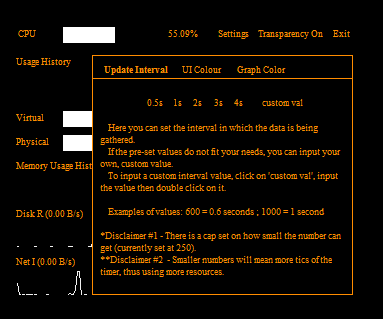 CPU 55.09% Settings Transparency On Exit
Usage History
Update Interval UI Colour Graph Color
0.5s 1s 2s 3s 4s custom val
Virtual
Physical
Memory Usage Hist
Disk R (0.00 B/s)
Net I (0.00 B/s)
Here you can set the interval in which the data is being
gathered.
If the pre-set values do not fit your needs, you can input your
own, custom value.
To input a custom interval value, click on 'custom val', input
the value then double click on it.
Examples of values: 600 = 0.6 seconds ; 1000 = 1 second
*Disclaimer #1 - There is a cap set on how small the number can
get (currently set at 250).
**Disclaimer #2 - Smaller numbers will mean more tics of the
timer, thus using more resources.